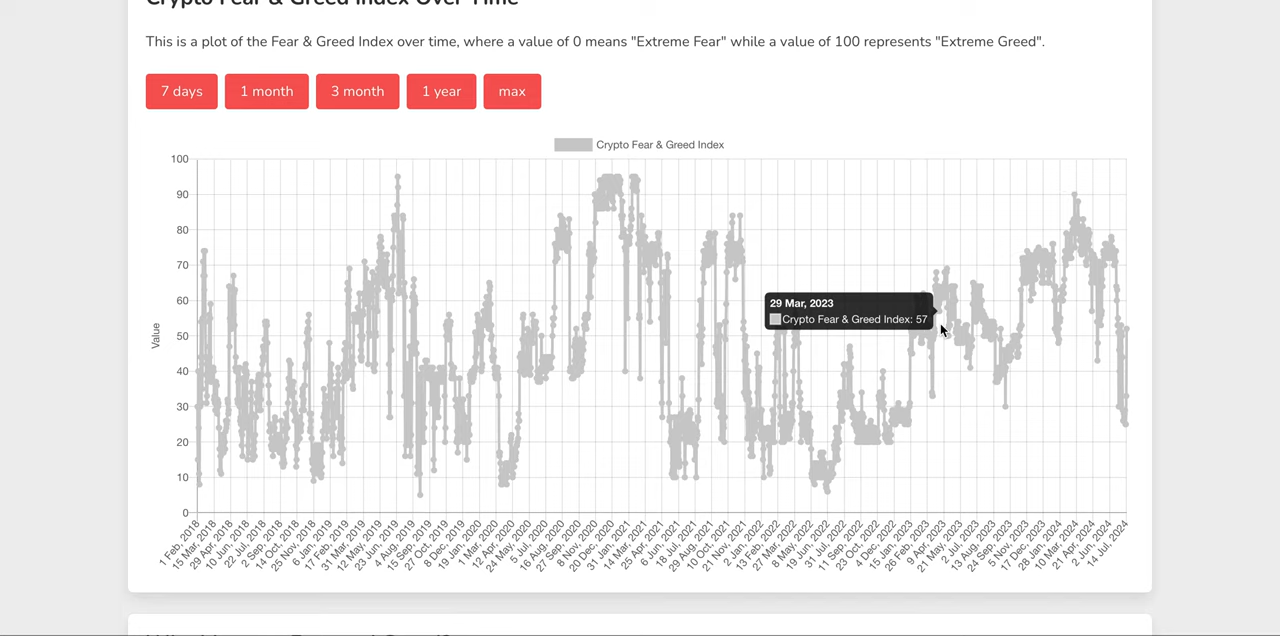 Crypto Fear & Greed Index Over Time
This is a plot of the Fear & Greed Index over time, where a value of 0 means "Extreme Fear" while a value of 100 represents "Extreme Greed".
7 days 1 month 3 month 1 year max
Crypto Fear & Greed Index
100
90
80
70
60
50
40
30
20
10
0
Value
29 Mar, 2023
Crypto Fear & Greed Index: 57
1 Feb, 2018
15 Mar, 2018
29 Apr, 2018
10 Jun, 2018
22 Jul, 2018
2 Sep, 2018
14 Oct, 2018
25 Nov, 2018
6 Jan, 2019
17 Feb, 2019
31 Mar, 2019
12 May, 2019
23 Jun, 2019
4 Aug, 2019
15 Sep, 2019
27 Oct, 2019
8 Dec, 2019
19 Jan, 2020
1 Mar, 2020
12 Apr, 2020
24 May, 2020
5 Jul, 2020
16 Aug, 2020
27 Sep, 2020
8 Nov, 2020
20 Dec, 2020
31 Jan, 2021
14 Mar, 2021
25 Apr, 2021
6 Jun, 2021
18 Jul, 2021
29 Aug, 2021
10 Oct, 2021
21 Nov, 2021
2 Jan, 2022
13 Feb, 2022
27 Mar, 2022
8 May, 2022
19 Jun, 2022
31 Jul, 2022
11 Sep, 2022
23 Oct, 2022
4 Dec, 2022
15 Jan, 2023
26 Feb, 2023
9 Apr, 2023
21 May, 2023
2 Jul, 2023
13 Aug, 2023
24 Sep, 2023
5 Nov, 2023
17 Dec, 2023
28 Jan, 2024
10 Mar, 2024
21 Apr, 2024
2 Jun, 2024
14 Jul, 2024